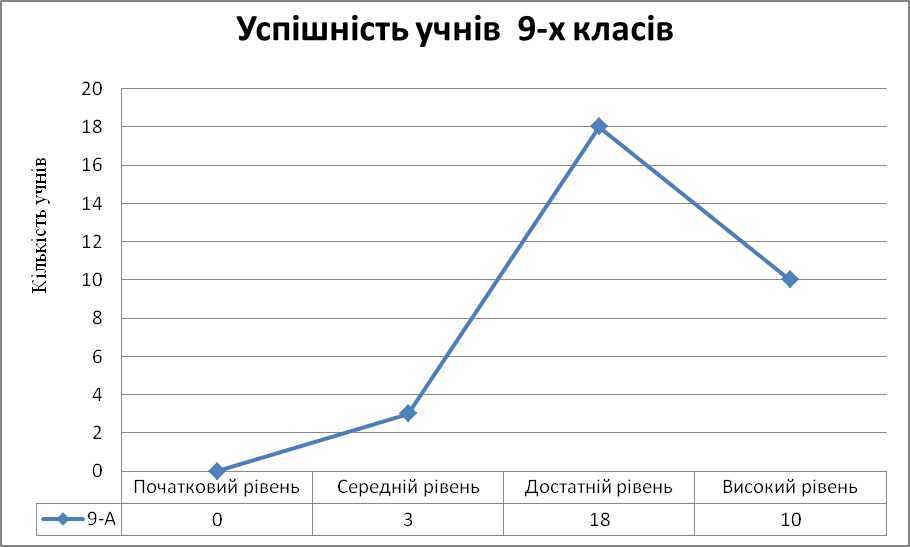 Успішність учнів 9-х класів
Кількість учнів
20
18
16
14
12
10
8
6
4
2
0
Початковий рівень Середній рівень Достатній рівень Високий рівень
9-А 0 3 18 10